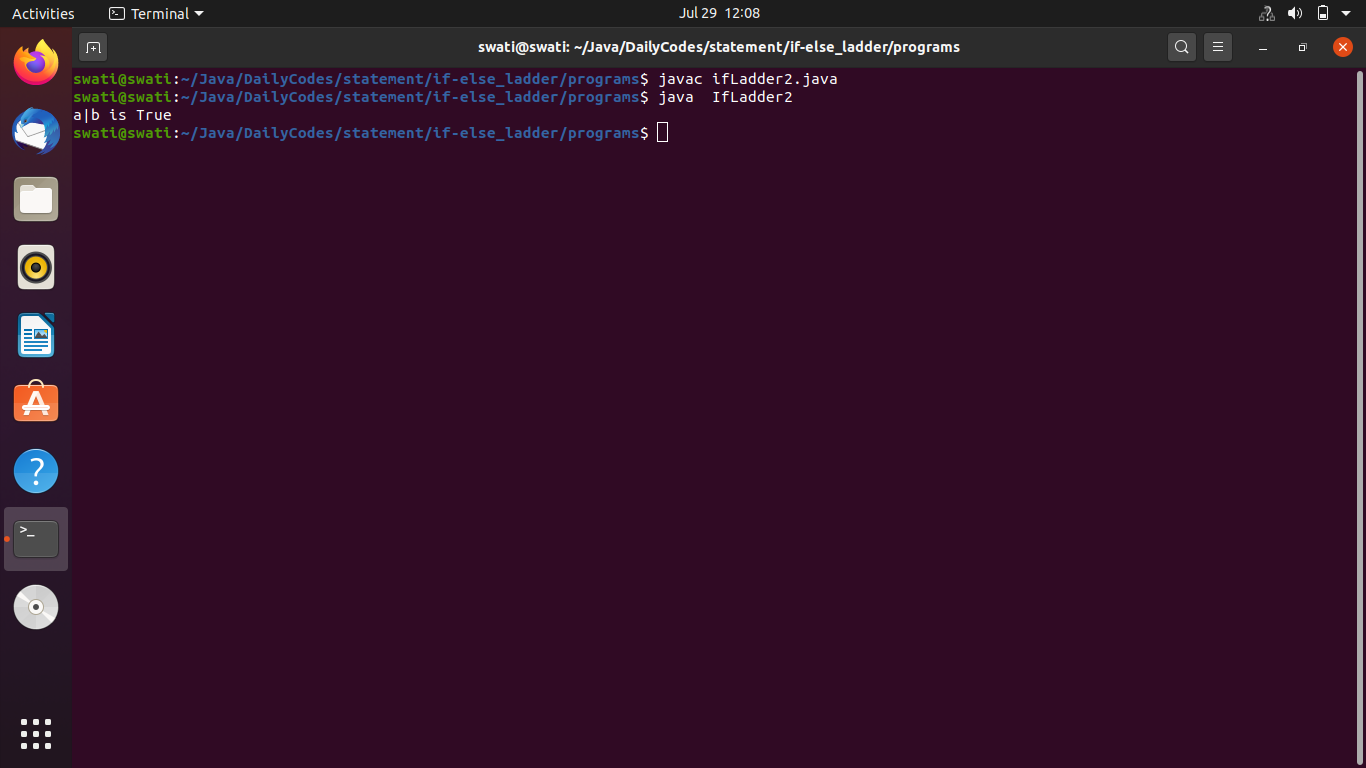 Activities Terminal Jul 29 12:08
swati@swati: ~/Java/DailyCodes/statement/if-else_ladder/programs
swati@swati:~/Java/DailyCodes/statement/if-else_ladder/programs$ javac ifLadder2.java
swati@swati:~/Java/DailyCodes/statement/if-else_ladder/programs$ java  IfLadder2
a|b is True
swati@swati:~/Java/DailyCodes/statement/if-else_ladder/programs$